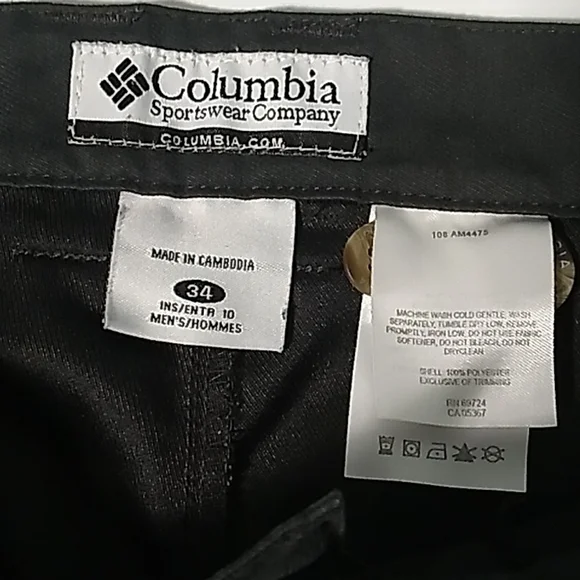 Columbia
Sportswear Company
COLUMBIA.COM
MADE IN CAMBODIA
34
INS/ENTR 10
MEN'S/HOMMES
108 AM4475
MACHINE WASH COLD GENTLE, WASH
SEPARATELY, TUMBLE DRY LOW, REMOVE
PROMPTLY, IRON LOW, DO NOT USE FABRIC
SOFTENER, DO NOT BLEACH, DO NOT
DRYCLEAN
SHELL: 100% POLYESTER
EXCLUSIVE OF TRIMMING
RN 69724
CA 05367